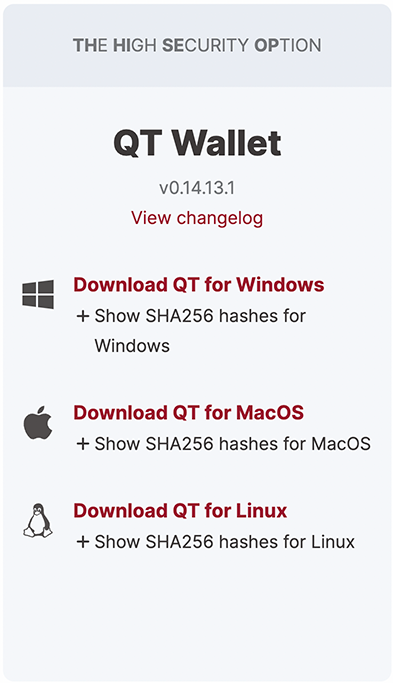 THE HIGH SECURITY OPTION
QT Wallet
v0.14.13.1
View changelog
Download QT for Windows
+ Show SHA256 hashes for
Windows
Download QT for MacOS
+ Show SHA256 hashes for MacOS
Download QT for Linux
+ Show SHA256 hashes for Linux